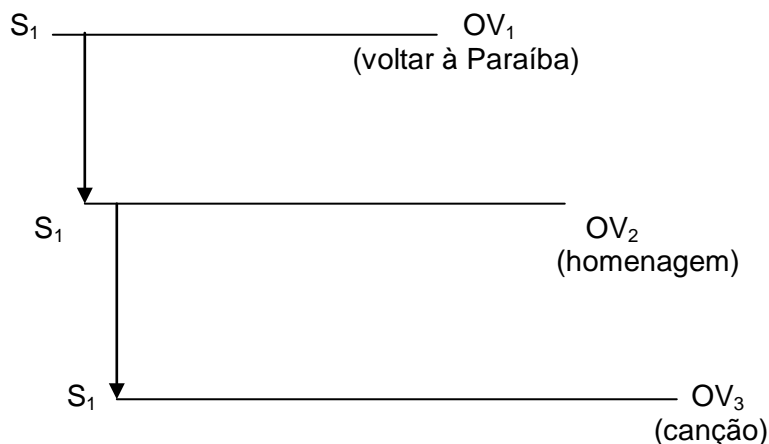 S₁ OV₁
(voltar à Paraíba)
S₁ OV₂
(homenagem)
S₁ OV₃
(canção)